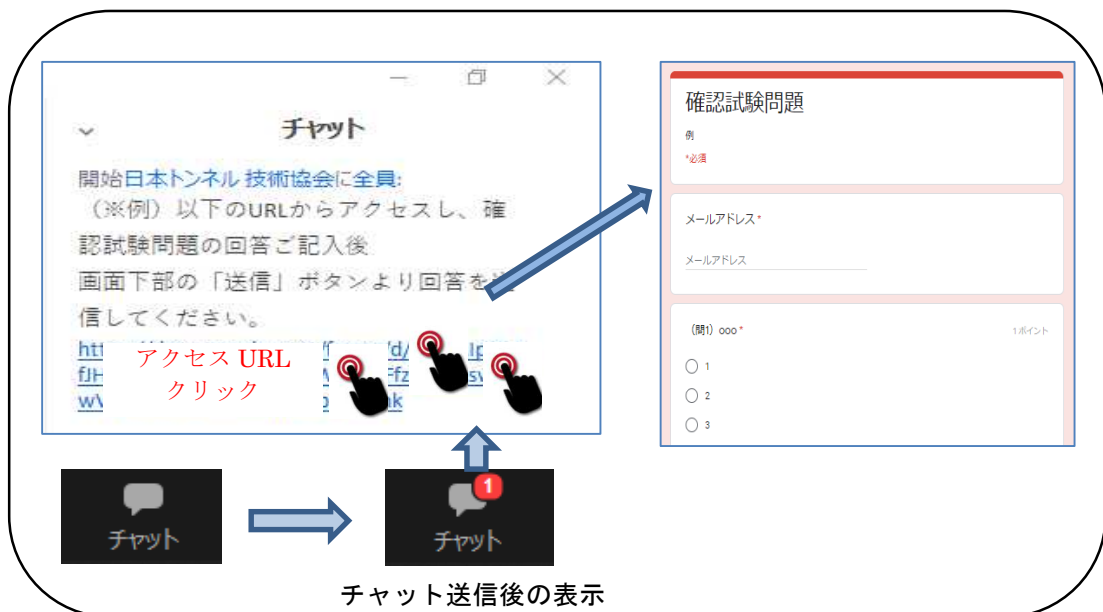 チャット
開始日本トンネル 技術協会に全員:
（※例）以下のURLからアクセスし、確
認試験問題の回答ご記入後
画面下部の「送信」ボタンより回答を
信してください。
アクセス URL
クリック
チャット
1
チャット
チャット送信後の表示
確認試験問題
例
*必須
メールアドレス *
メールアドレス
（問1）ooo *
1 ポイント
1
2
3